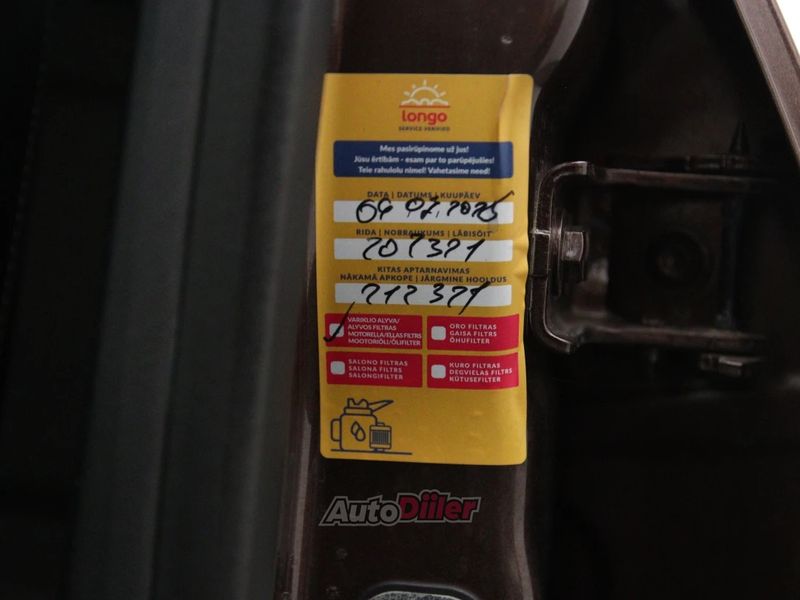 longo
SERVICE VERIFIED
Mes pasirūpinome už jus!
Jūsu ērtībām - esam par to parūpējušies!
Teie rahulolu nimel! Vahetasime need!
DATA | DATUMS | KUUPÄEV
04 07.2025
RIDA | NOBRAUKUMS | LÄBISÕIT
202321
KITAS APTARNAVIMAS
NĀKAMĀ APKOPE | JÄRGMINE HOOLDUS
212321
VARIKLIO ALYVA/
ALYVOS FILTRAS
MOTORELLA/EĻĻAS FILTRS
MOOTORIÕLI/ÕLIFILTER
ORO FILTRAS
GAISA FILTRS
ÕHUFILTER
SALONO FILTRAS
SALONA FILTRS
SALONGIFILTER
KURO FILTRAS
DEGVIELAS FILTRS
KÜTUSEFILTER
AutoDiiler